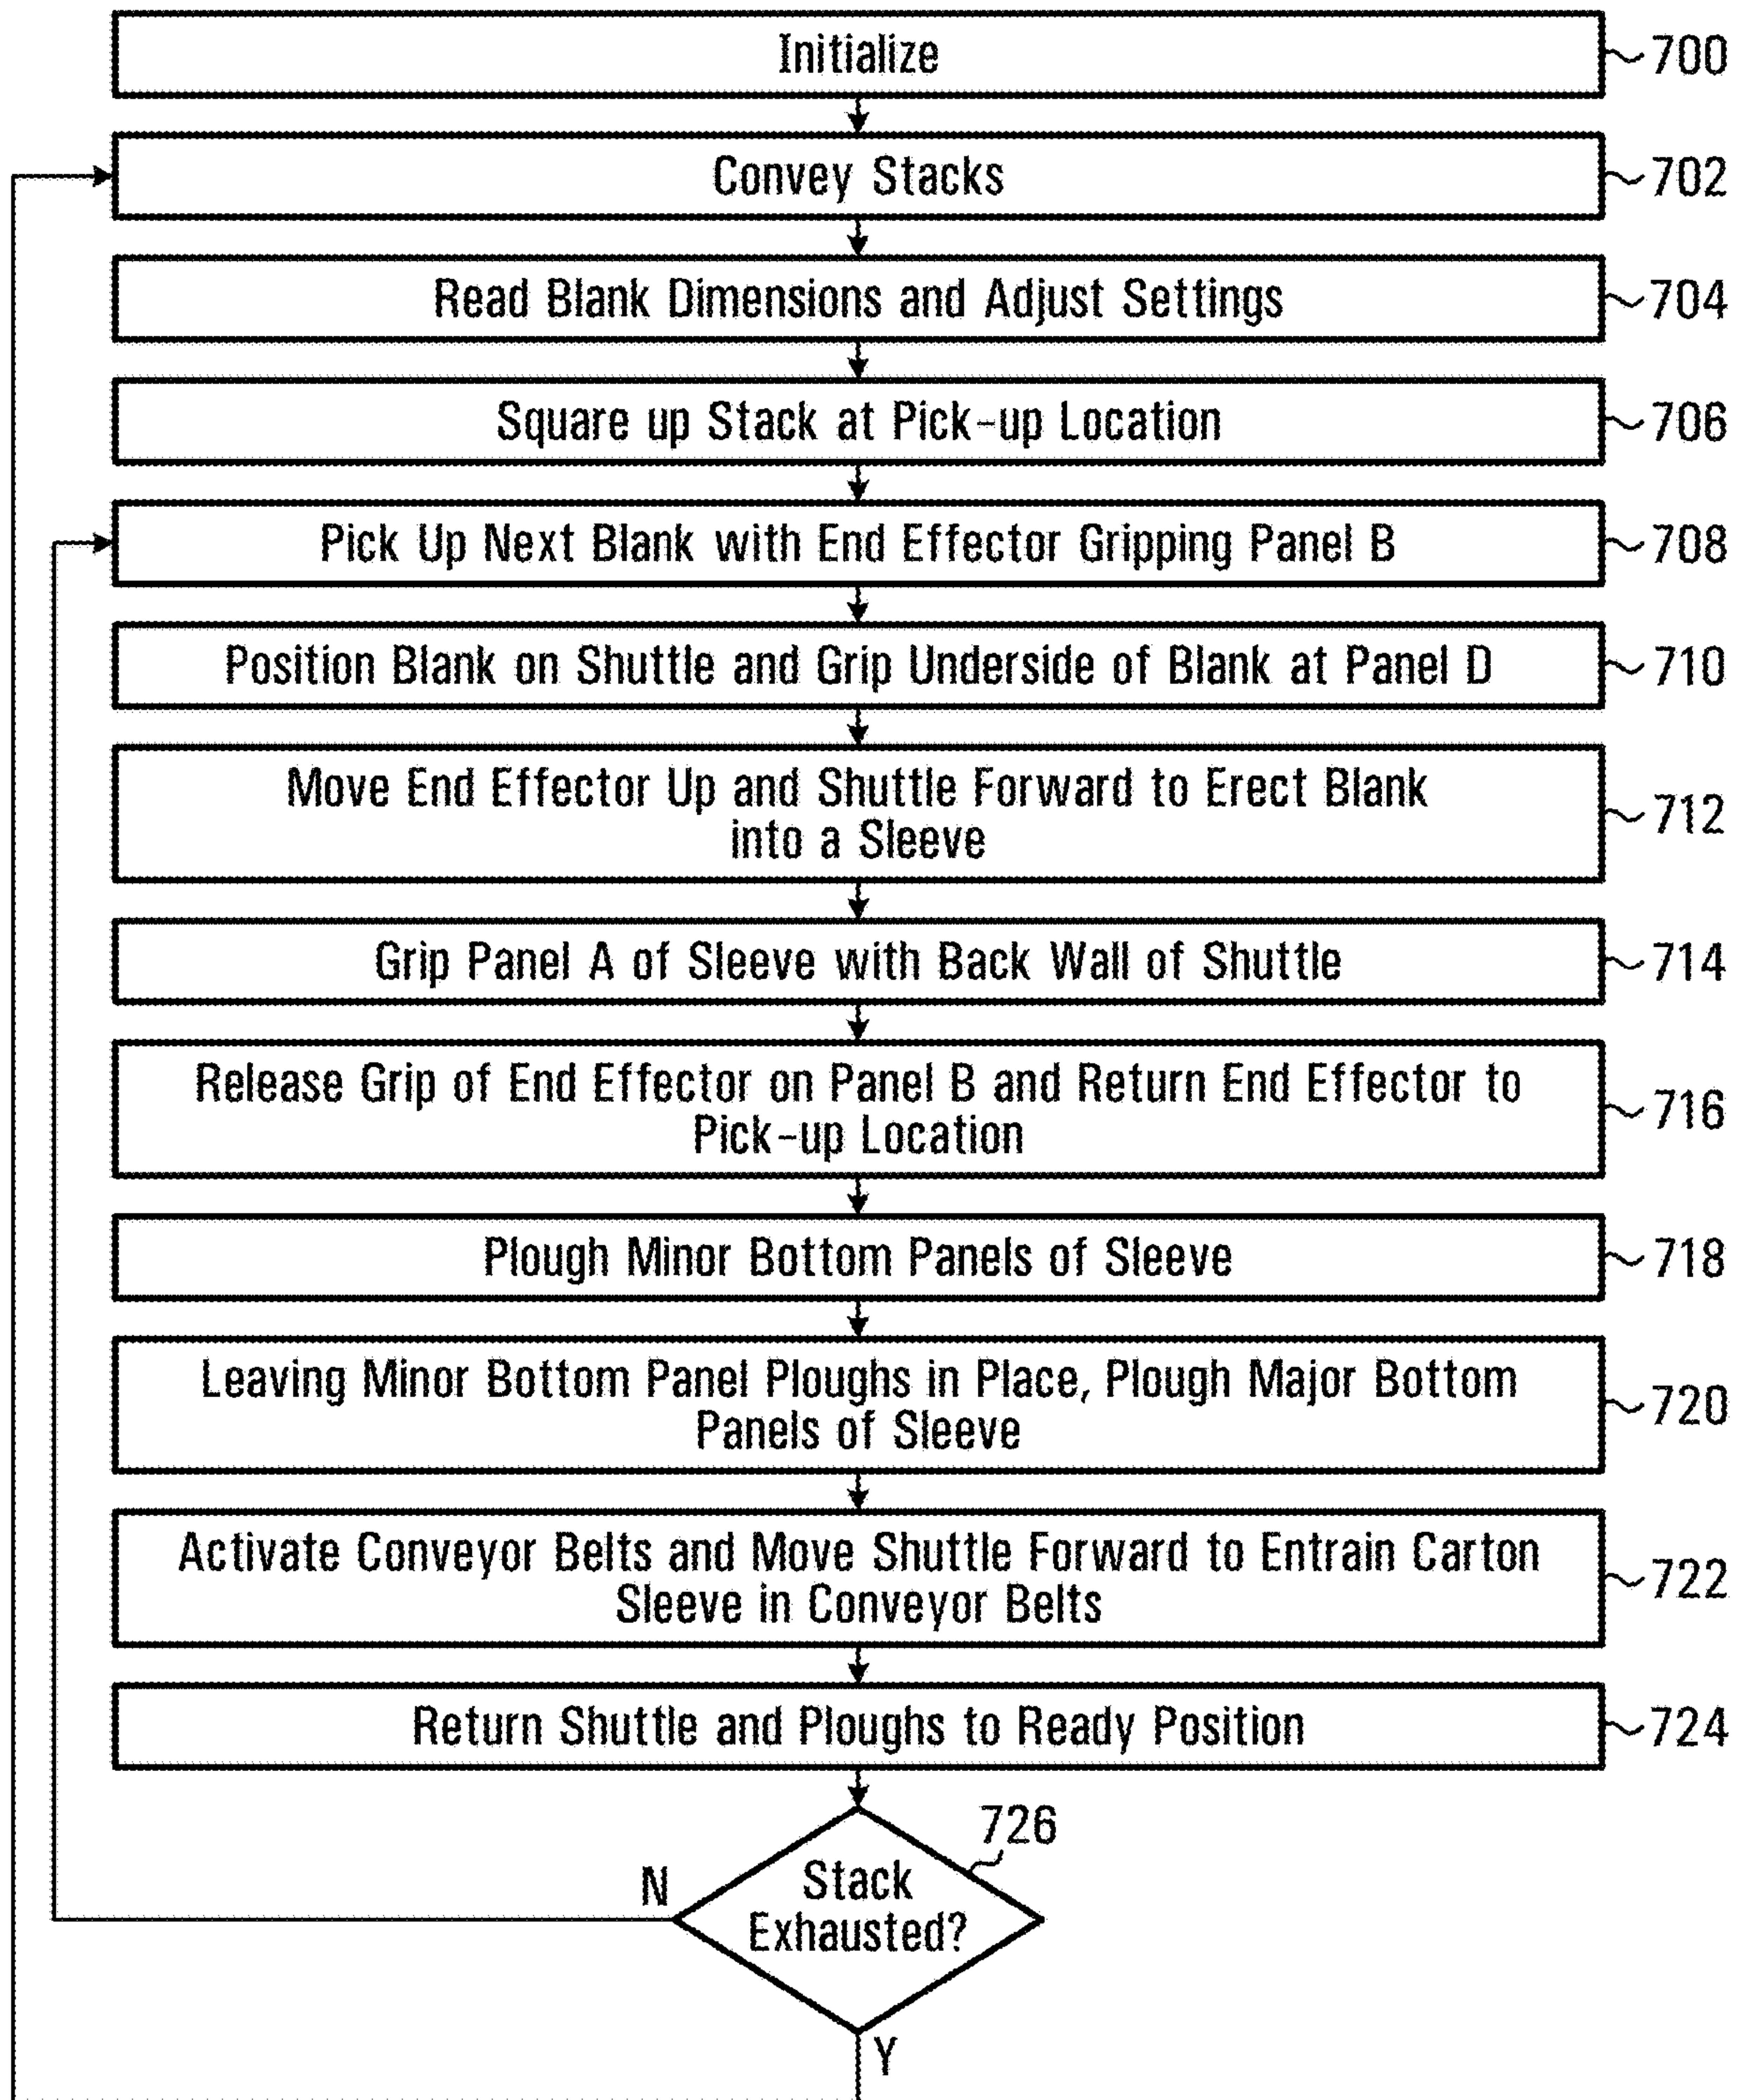 Initialize
700
Convey Stacks
702
Read Blank Dimensions and Adjust Settings
704
Square up Stack at Pick-up Location
706
Pick Up Next Blank with End Effector Gripping Panel B
708
Position Blank on Shuttle and Grip Underside of Blank at Panel D
710
Move End Effector Up and Shuttle Forward to Erect Blank
into a Sleeve
712
Grip Panel A of Sleeve with Back Wall of Shuttle
714
Release Grip of End Effector on Panel B and Return End Effector to
Pick-up Location
716
Plough Minor Bottom Panels of Sleeve
718
Leaving Minor Bottom Panel Ploughs in Place, Plough Major Bottom
Panels of Sleeve
720
Activate Conveyor Belts and Move Shuttle Forward to Entrain Carton
Sleeve in Conveyor Belts
722
Return Shuttle and Ploughs to Ready Position
724
726
N
Stack
Exhausted?
Y